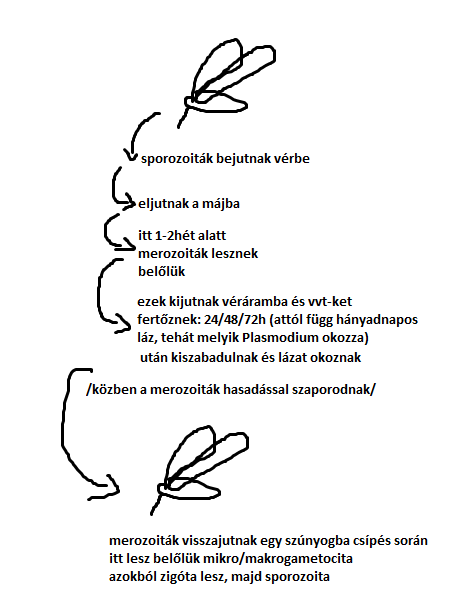 sporozoiták bejutnak vérbe
eljutnak a májba
itt 1-2hét alatt
merozoiták lesznek
belőlük
ezek kijutnak véráramba és vvt-ket
fertőznek: 24/48/72h (attól függ hányadnapos
láz, tehát melyik Plasmodium okozza)
után kiszabadulnak és lázat okoznak
/közben a merozoiták hasadással szaporodnak/
merozoiták visszajutnak egy szúnyogba csípés során
itt lesz belőlük mikro/makrogametocita
azokból zigóta lesz, majd sporozoita